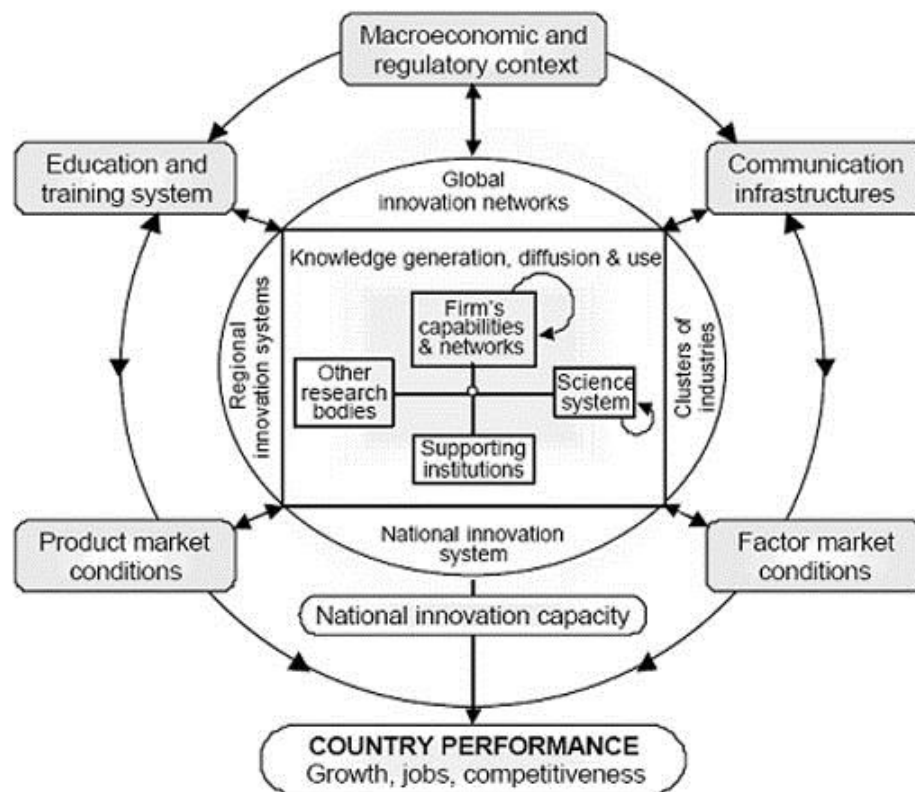 Macroeconomic and
regulatory context
Education and
training system
Communication
infrastructures
Global
innovation networks
Knowledge generation, diffusion & use
Firm's
capabilities
& networks
Regional
innovation systems
Clusters of
industries
Other
research
bodies
Science
system
Supporting
institutions
National innovation
system
Product market
conditions
Factor market
conditions
National innovation capacity
COUNTRY PERFORMANCE
Growth, jobs, competitiveness